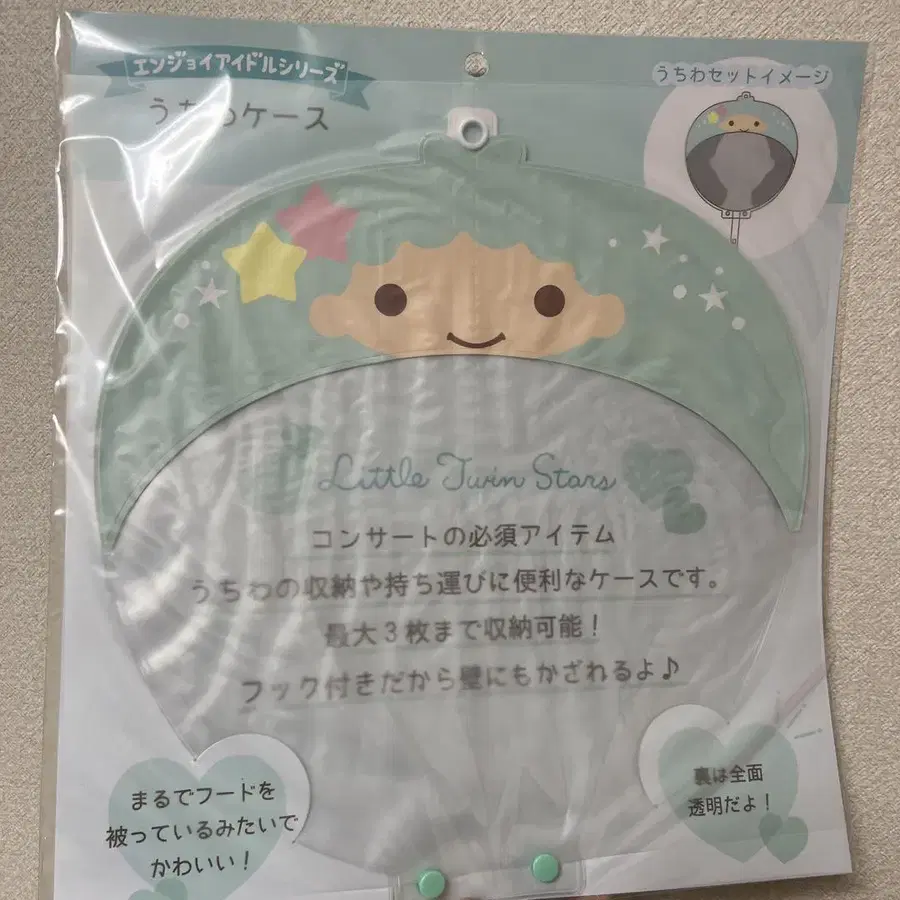 エンジョイアイドルシリーズ
うちわケース
うちわセットイメージ
Little Twin Stars
コンサートの必須アイテム
うちわの収納や持ち運びに便利なケースです。
最大3枚まで収納可能!
フック付きだから壁にもかざれるよ♪
まるでフードを
被っているみたいで
かわいい!
裏は全面
透明だよ!